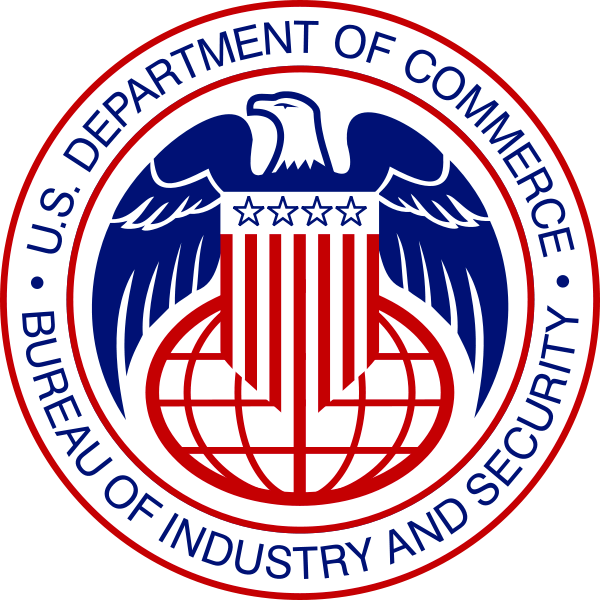 U.S. DEPARTMENT OF COMMERCE
• BUREAU OF INDUSTRY AND SECURITY •